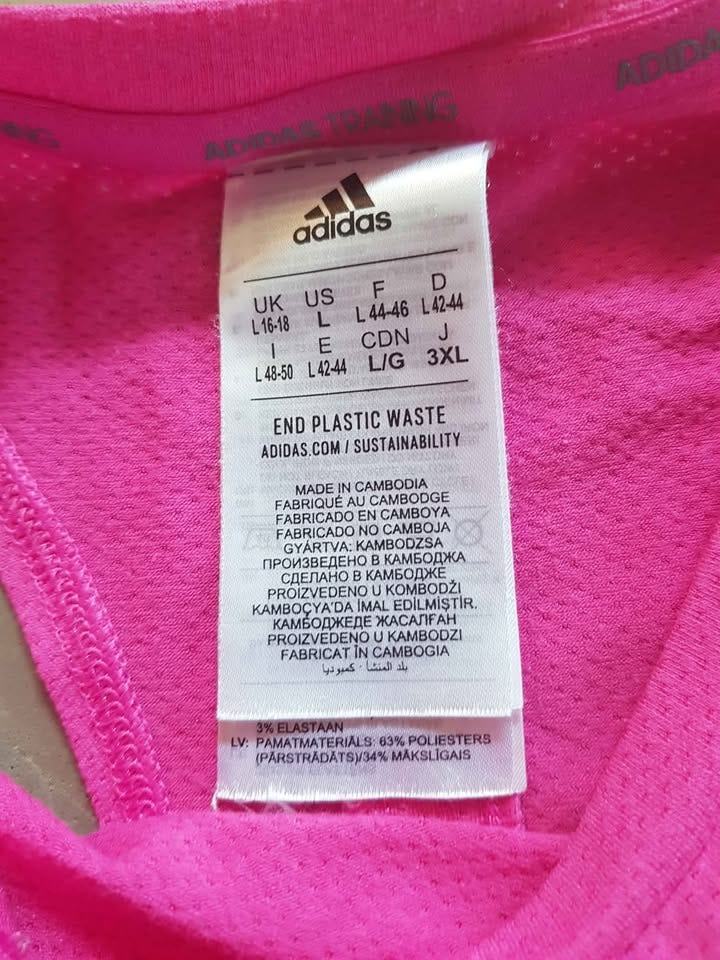 ADIDAS TRAINING
adidas
UK US F D
L 16-18 L L 44-46 L 42-44
I E CDN J
L 48-50 L 42-44 L/G 3XL
END PLASTIC WASTE
ADIDAS.COM / SUSTAINABILITY
MADE IN CAMBODIA
FABRIQUÉ AU CAMBODGE
FABRICADO EN CAMBOYA
FABRICADO NO CAMBOJA
GYÁRTVA: KAMBODZSA
ПРОИЗВЕДЕНО В КАМБОДЖА
СДЕЛАНО В КАМБОДЖЕ
PROIZVEDENO U KOMBODŽI
KAMBOÇYA'DA İMAL EDİLMİŞTİR.
КАМБОДЖЕДЕ ЖАСАЛҒАН
PROIZVEDENO U KAMBODZI
FABRICAT ÎN CAMBOGIA
بلد المنشأ: كمبوديا
3% ELASTAAN
LV: PAMATMATERIĀLS: 63% POLIESTERS
(PĀRSTRĀDĀTS)/34% MĀKSLĪGAIS